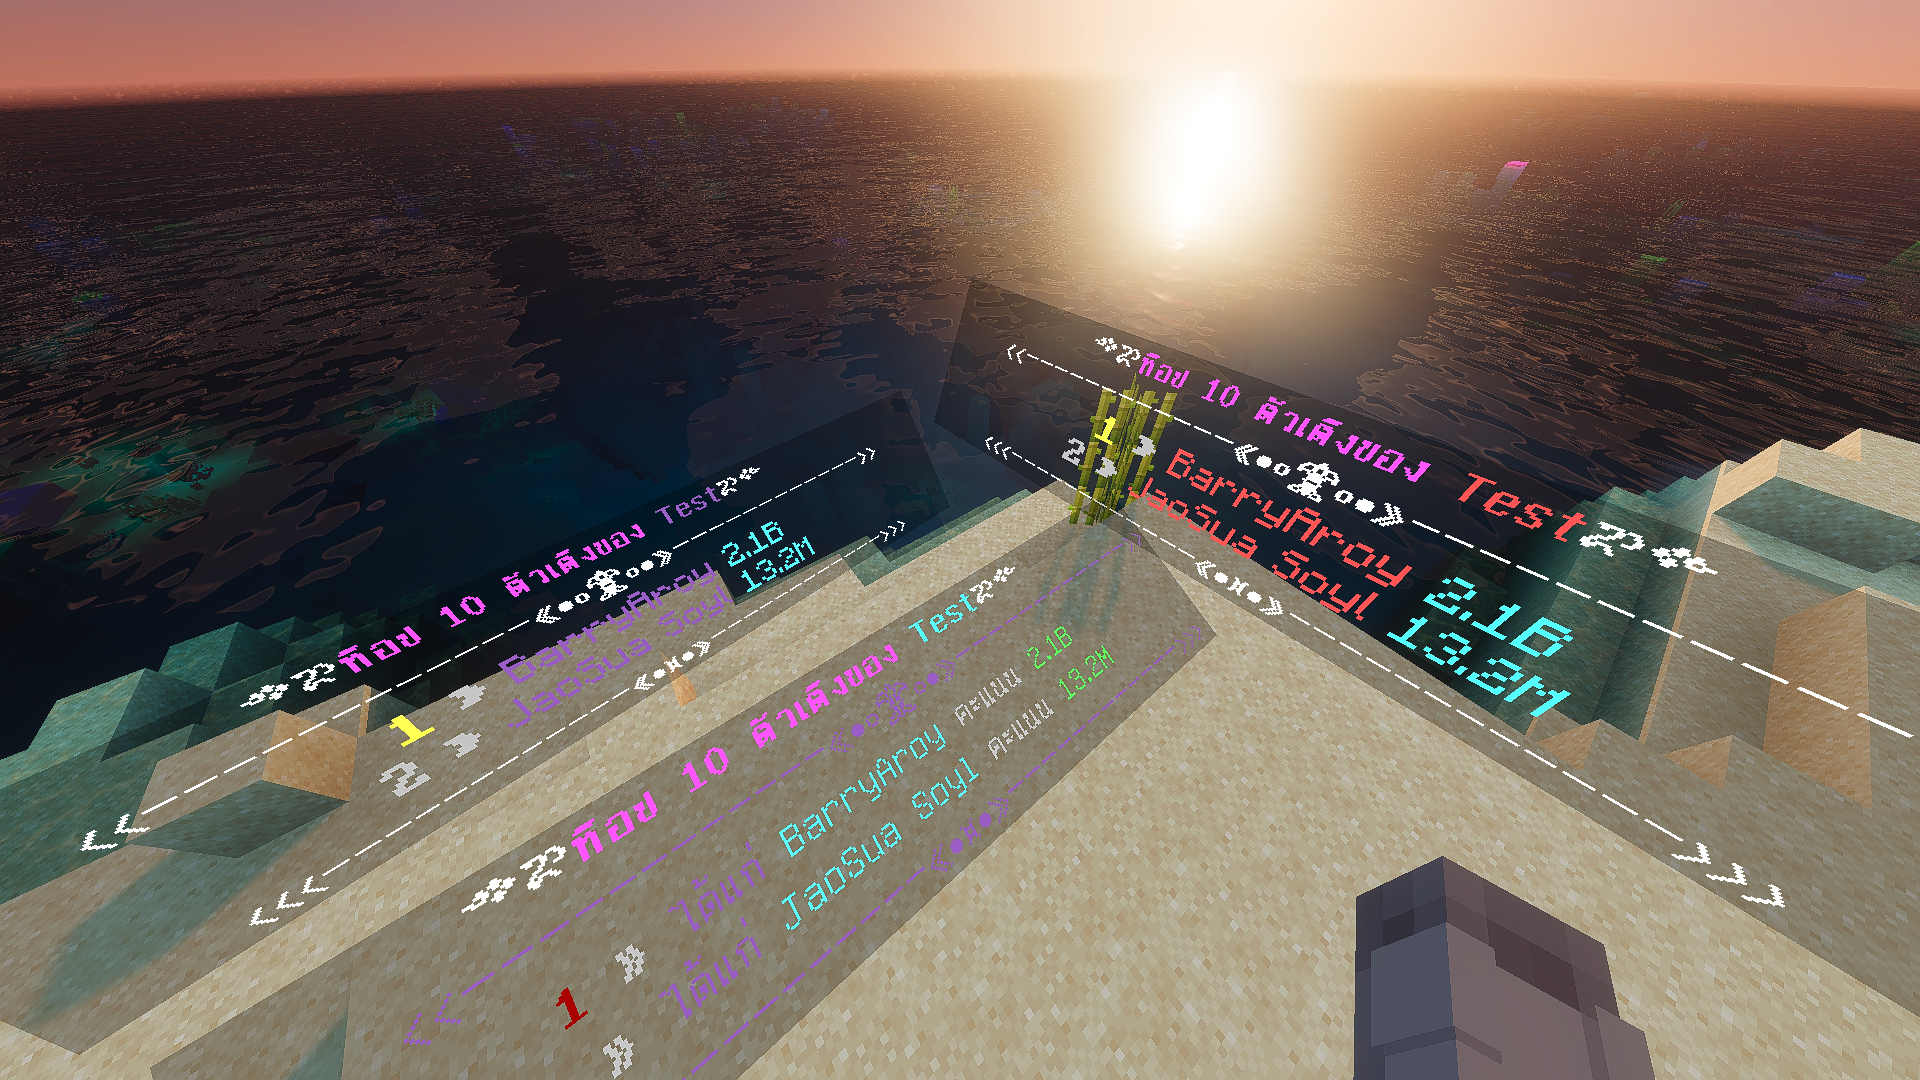 ท็อป 10 ตัวเต็งของ Test
BarryAroy 2.1B
JaoSua Soyl 13.2M
ท็อป 10 ตัวเต็งของ Test
1 BarryAroy 2.1B
2 JaoSua Soyl 13.2M
ท็อป 10 ตัวเต็งของ Test
1 » ได้แก่ BarryAroy คะแนน 2.1B
» ได้แก่ JaoSua Soyl คะแนน 13.2M